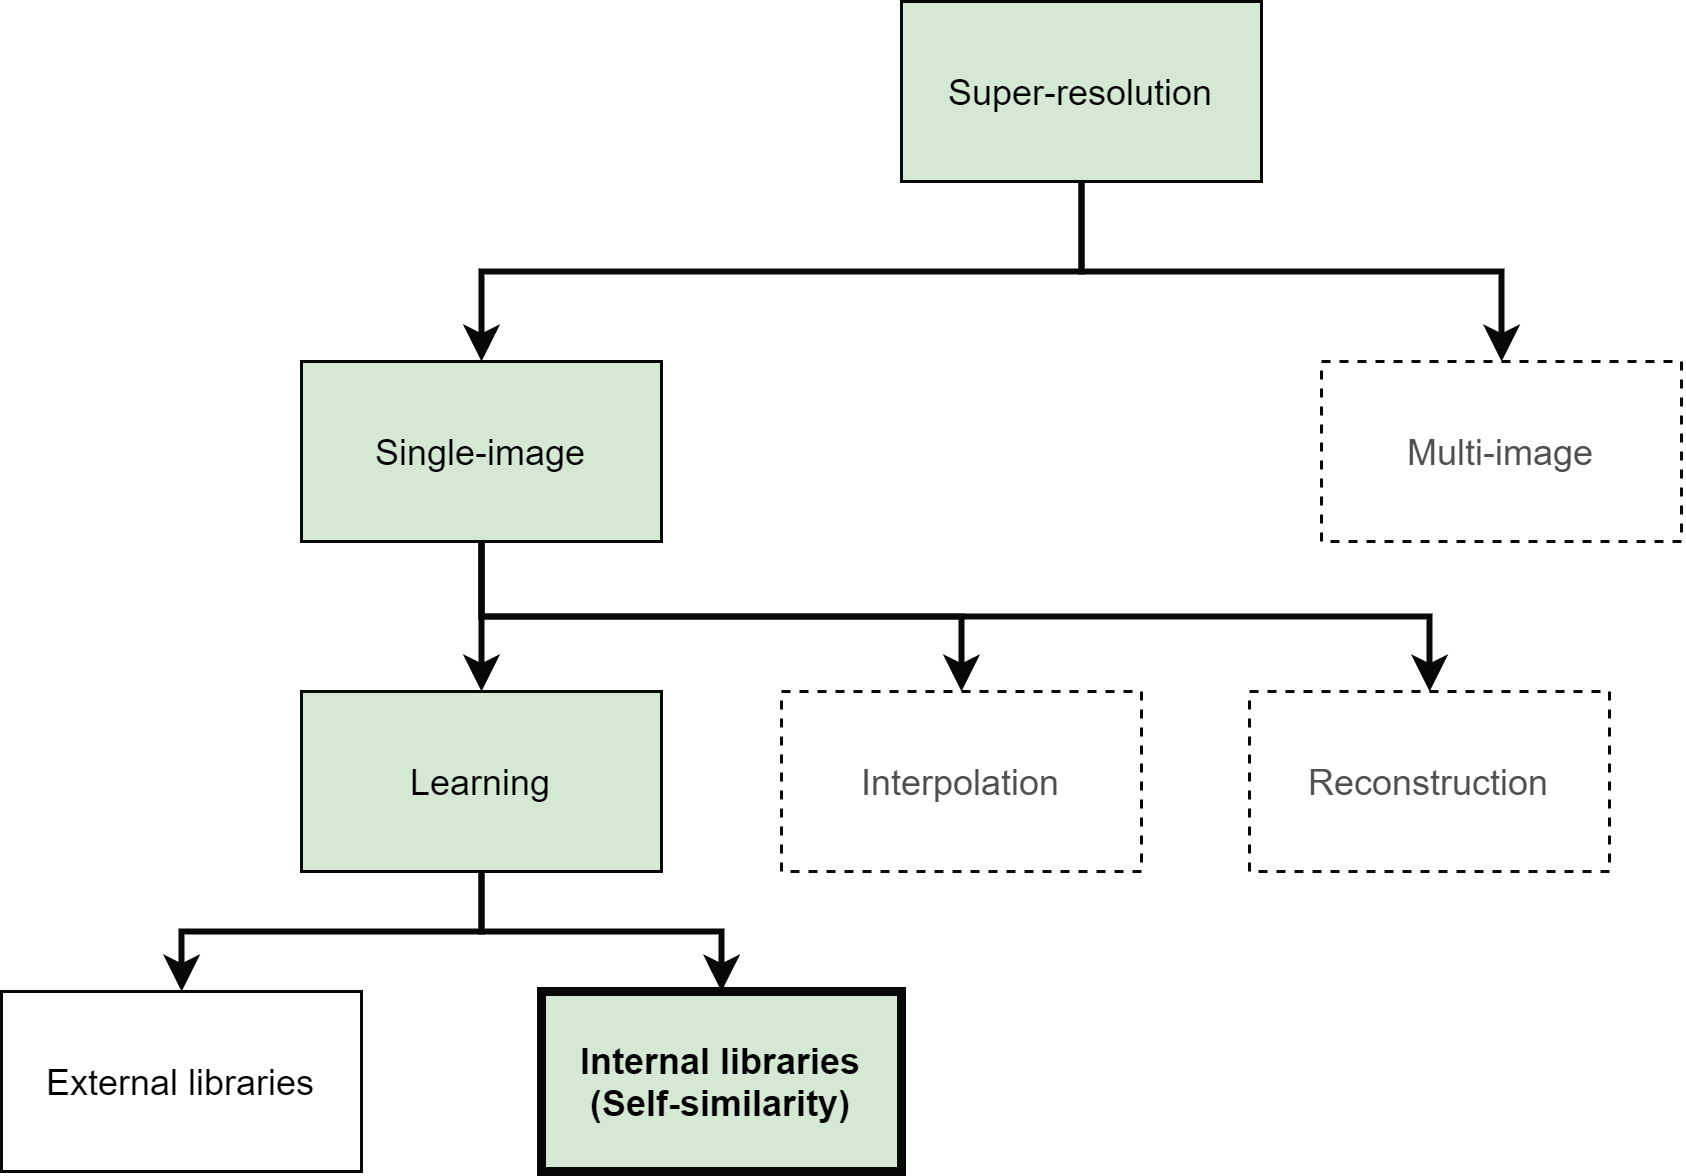 Super-resolution
Single-image
Multi-image
Learning
Interpolation
Reconstruction
External libraries
Internal libraries
(Self-similarity)